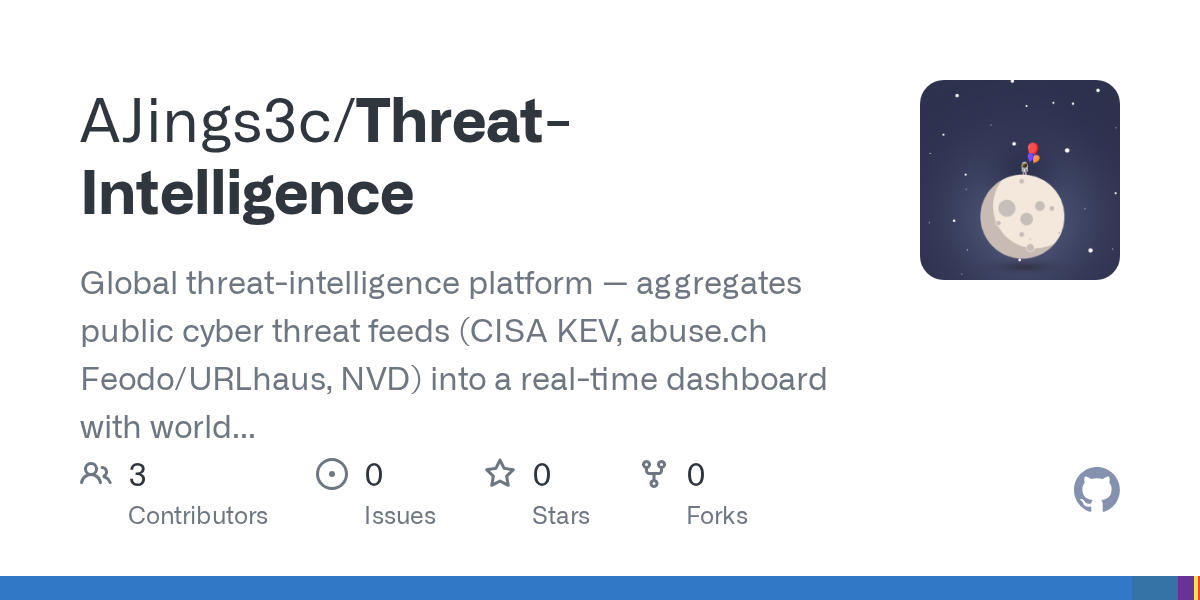 AJings3c/Threat-
Intelligence
Global threat-intelligence platform — aggregates
public cyber threat feeds (CISA KEV, abuse.ch
Feodo/URLhaus, NVD) into a real-time dashboard
with world...
3 0 0 0
Contributors Issues Stars Forks